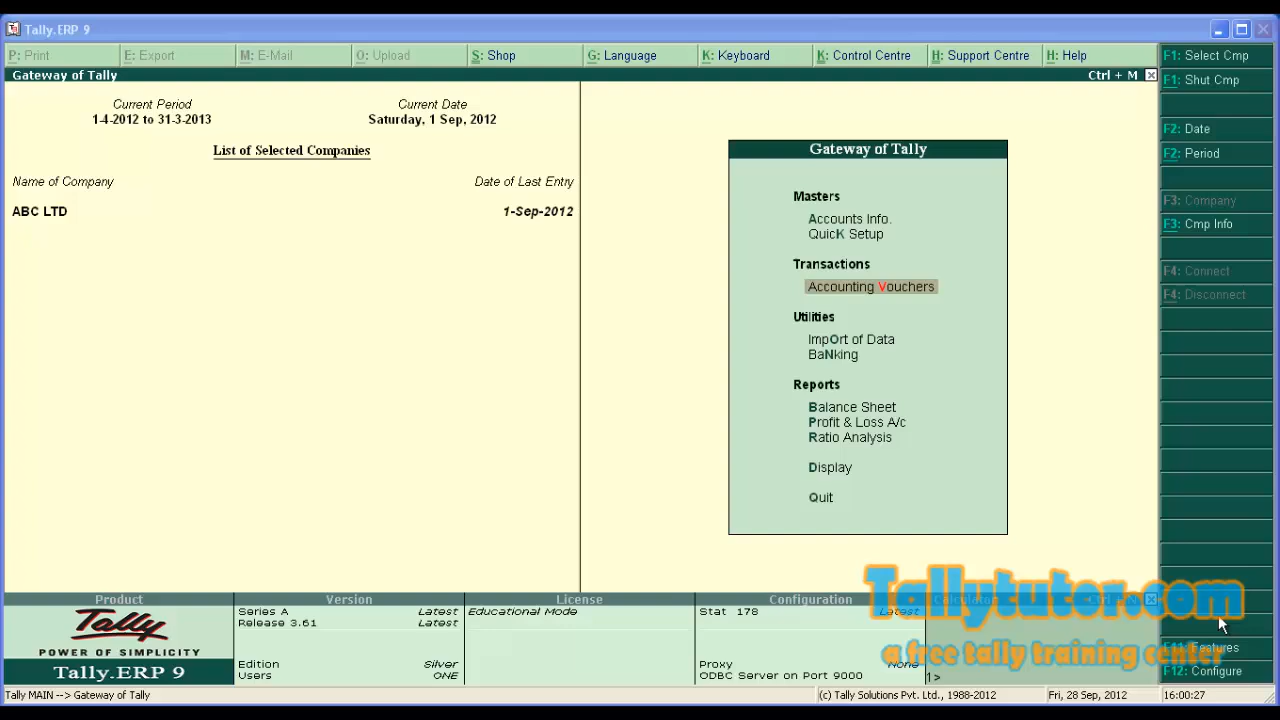 Tally.ERP 9
P: Print
E: Export
M: E-Mail
O: Upload
S: Shop
G: Language
K: Keyboard
K: Control Centre
H: Support Centre
H: Help
F1: Select Cmp
Gateway of Tally
Ctrl + M
F1: Shut Cmp
Current Period
1-4-2012 to 31-3-2013
Current Date
Saturday, 1 Sep, 2012
List of Selected Companies
Name of Company
Date of Last Entry
ABC LTD
1-Sep-2012
Gateway of Tally
Masters
Accounts Info.
QuicK Setup
Transactions
Accounting Vouchers
Utilities
ImpOrt of Data
BaNking
Reports
Balance Sheet
Profit & Loss A/c
Ratio Analysis
Display
Quit
F2: Date
F2: Period
F3: Company
F3: Cmp Info
F4: Connect
F4: Disconnect
F11: Features
F12: Configure
Tallytutor.com
a free tally training center
Product
Tally
POWER OF SIMPLICITY
Tally.ERP 9
Version
Series A Latest
Release 3.61 Latest
Edition Silver
Users ONE
License
Educational Mode
Configuration
Stat 178 Latest
Proxy None
ODBC Server on Port 9000
Calculator Ctrl + N
1>
Tally MAIN --> Gateway of Tally
(c) Tally Solutions Pvt. Ltd., 1988-2012
Fri, 28 Sep, 2012
16:00:27